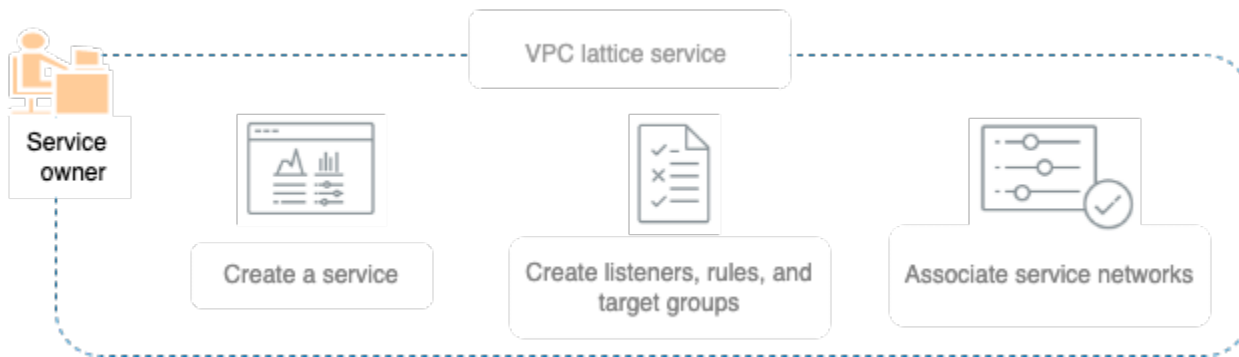 VPC lattice service
Service
owner
Create a service
Create listeners, rules, and
target groups
Associate service networks